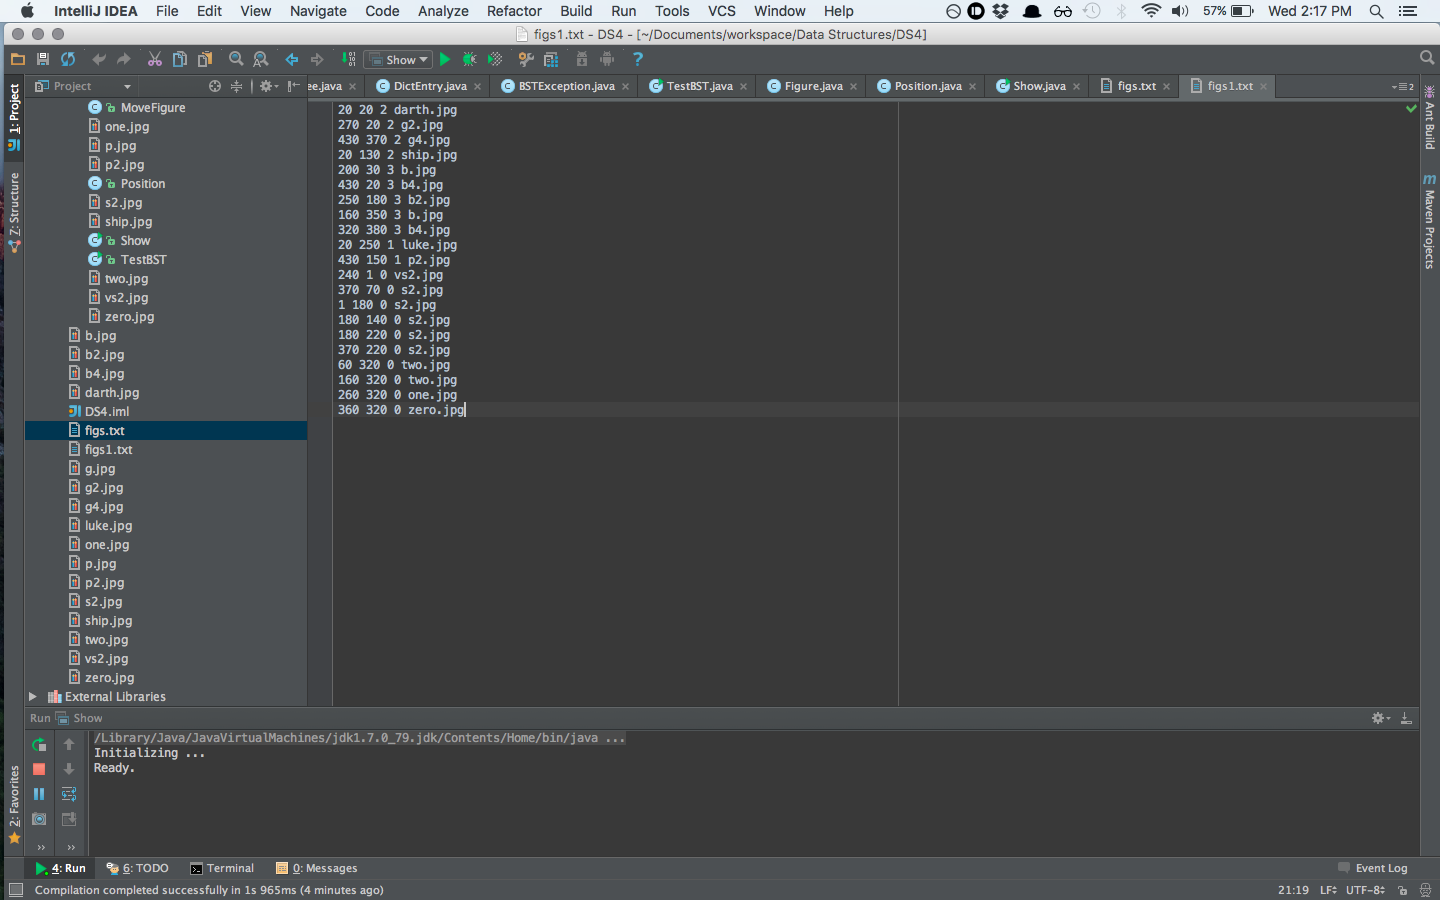 IntelliJ IDEA File Edit View Navigate Code Analyze Refactor Build Run Tools VCS Window Help 57% Wed 2:17 PM
figs1.txt - DS4 - [~/Documents/workspace/Data Structures/DS4]
Show
Project
ee.java DictEntry.java BSTException.java TestBST.java Figure.java Position.java Show.java figs.txt figs1.txt 2
1: Project
7: Structure
2: Favorites
MoveFigure
one.jpg
p.jpg
p2.jpg
Position
s2.jpg
ship.jpg
Show
TestBST
two.jpg
vs2.jpg
zero.jpg
b.jpg
b2.jpg
b4.jpg
darth.jpg
DS4.iml
figs.txt
figs1.txt
g.jpg
g2.jpg
g4.jpg
luke.jpg
one.jpg
p.jpg
p2.jpg
s2.jpg
ship.jpg
two.jpg
vs2.jpg
zero.jpg
External Libraries
20 20 2 darth.jpg
270 20 2 g2.jpg
430 370 2 g4.jpg
20 130 2 ship.jpg
200 30 3 b.jpg
430 20 3 b4.jpg
250 180 3 b2.jpg
160 350 3 b.jpg
320 380 3 b4.jpg
20 250 1 luke.jpg
430 150 1 p2.jpg
240 1 0 vs2.jpg
370 70 0 s2.jpg
1 180 0 s2.jpg
180 140 0 s2.jpg
180 220 0 s2.jpg
370 220 0 s2.jpg
60 320 0 two.jpg
160 320 0 two.jpg
260 320 0 one.jpg
360 320 0 zero.jpg
Ant Build
Maven Projects
Run Show
/Library/Java/JavaVirtualMachines/jdk1.7.0_79.jdk/Contents/Home/bin/java ...
Initializing ...
Ready.
4: Run 6: TODO Terminal 0: Messages Event Log
Compilation completed successfully in 1s 965ms (4 minutes ago) 21:19 LF UTF-8